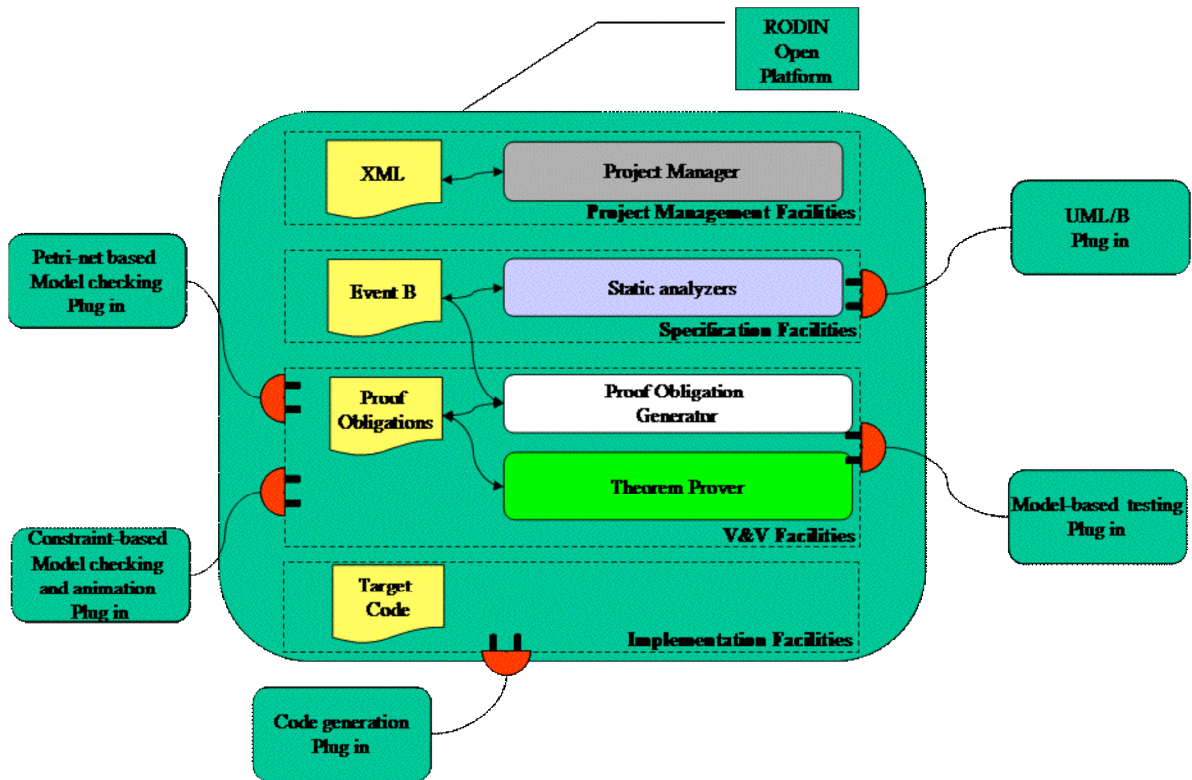 RODIN
Open
Platform
XML
Project Manager
Project Management Facilities
UML/B
Plug in
Petri-net based
Model checking
Plug in
Event B
Static analyzers
Specification Facilities
Proof
Obligations
Proof Obligation
Generator
Theorem Prover
V&V Facilities
Model-based testing
Plug in
Constraint-based
Model checking
and animation
Plug in
Target
Code
Implementation Facilities
Code generation
Plug in